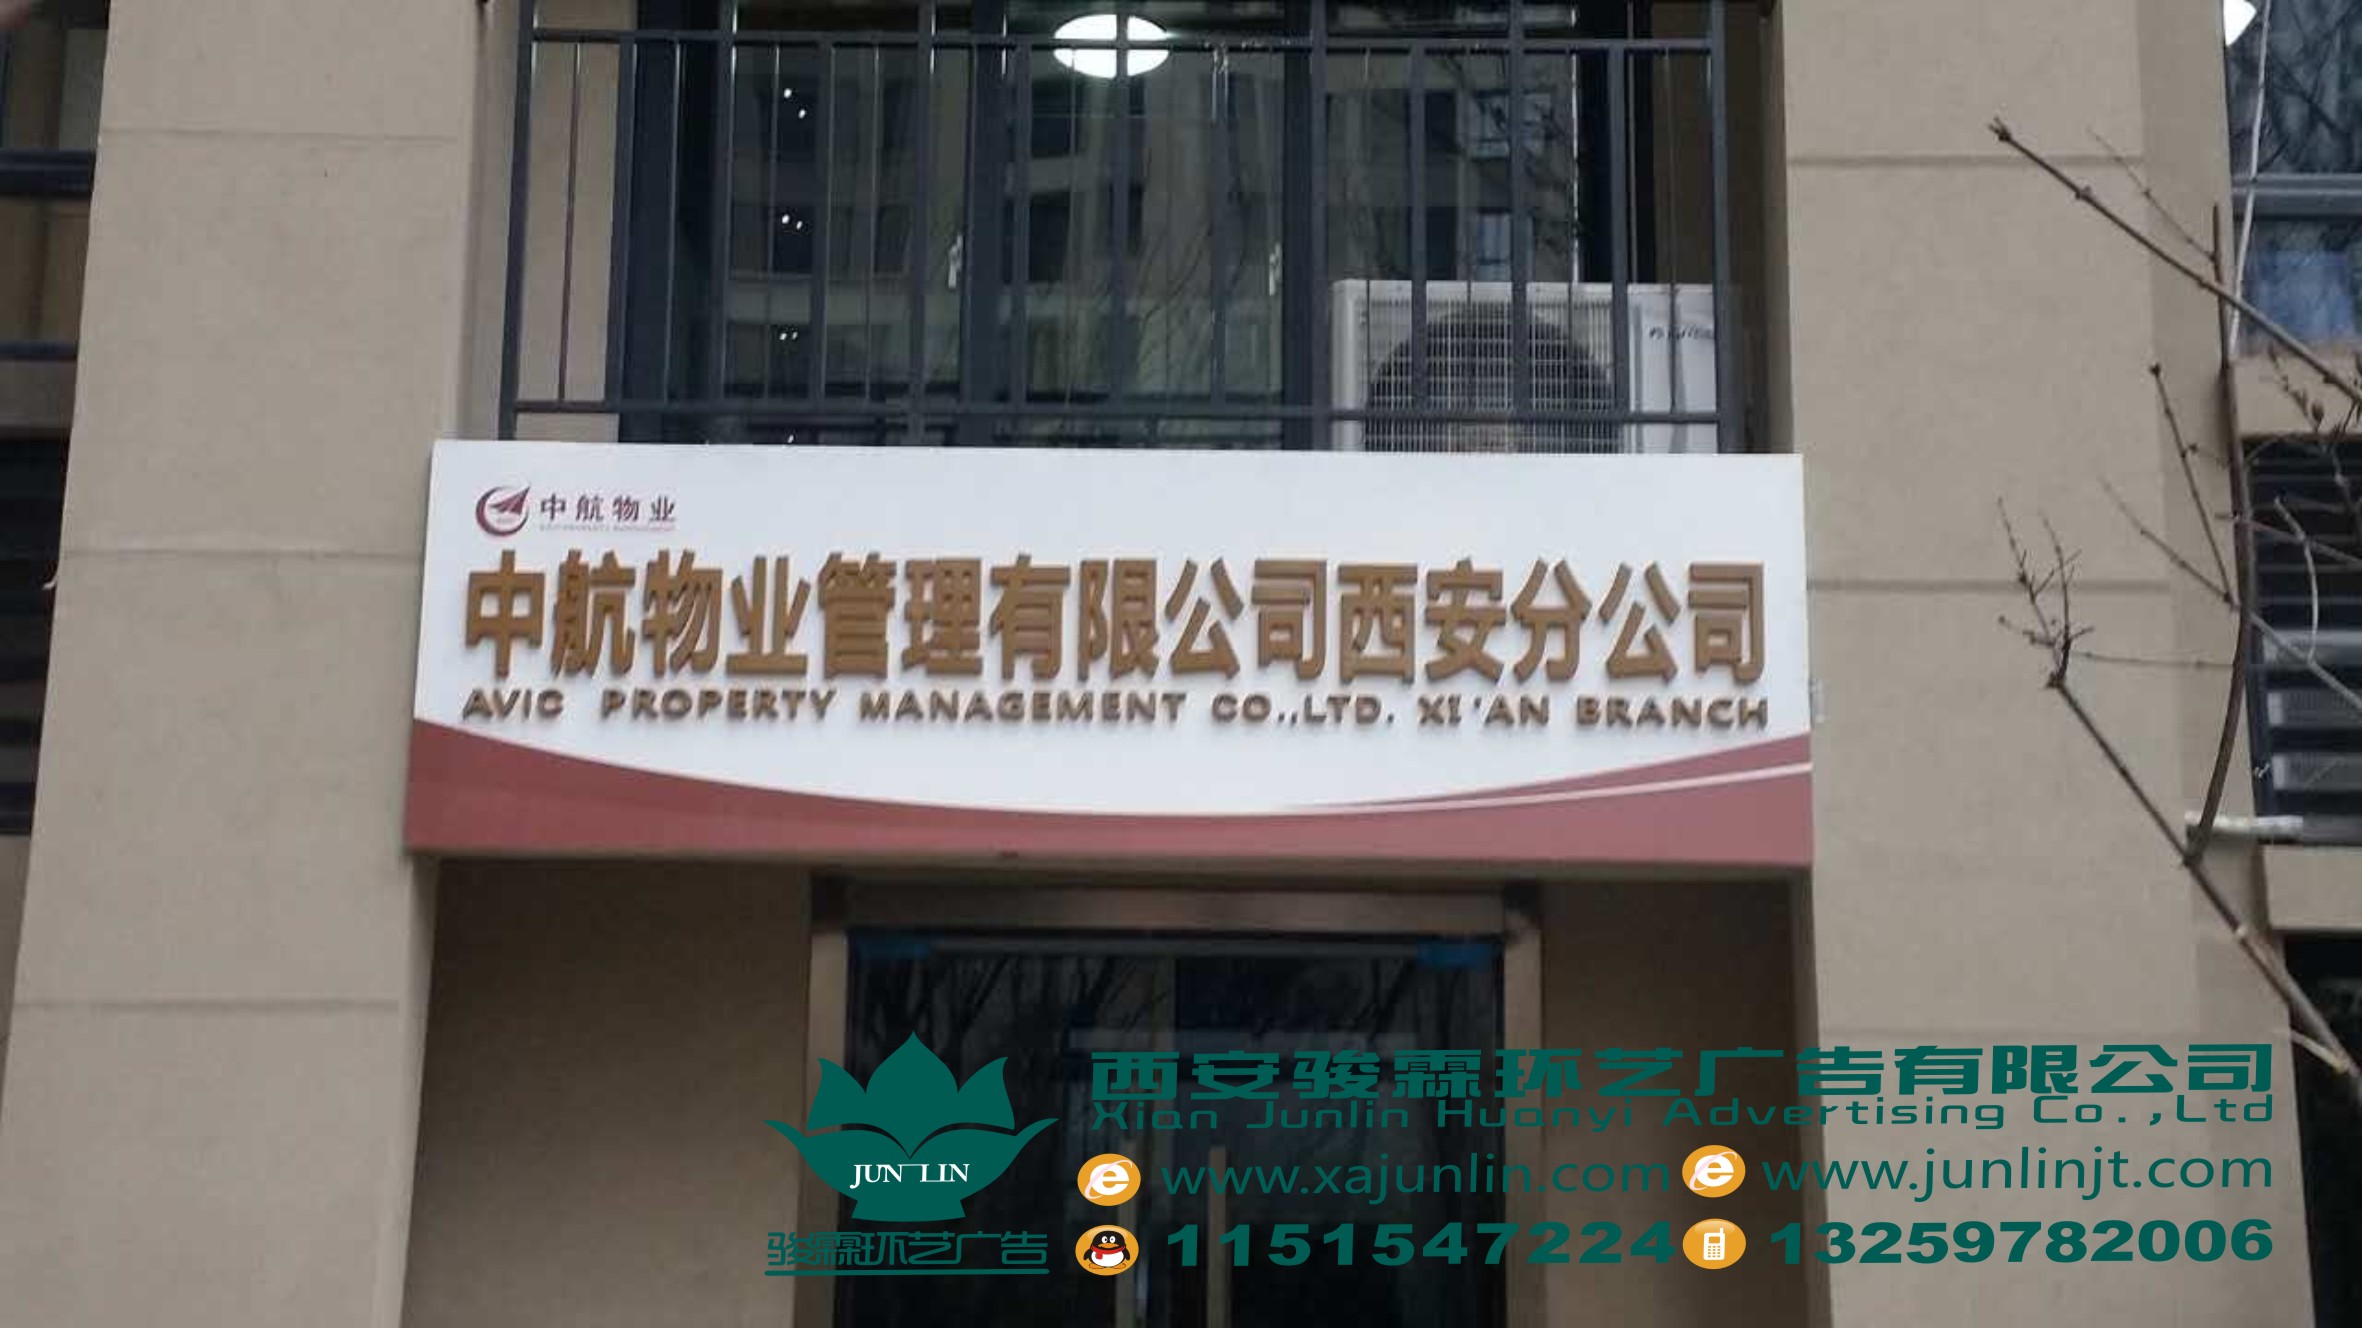 中航物业
中航物业管理有限公司西安分公司
AVIC PROPERTY MANAGEMENT CO.,LTD. XI'AN BRANCH
西安骏霖环艺广告有限公司
Xian Junlin Huanyi Advertising Co.,Ltd
JUN LIN
www.xajunlin.com www.junlinjt.com
骏霖环艺广告
1151547224 13259782006